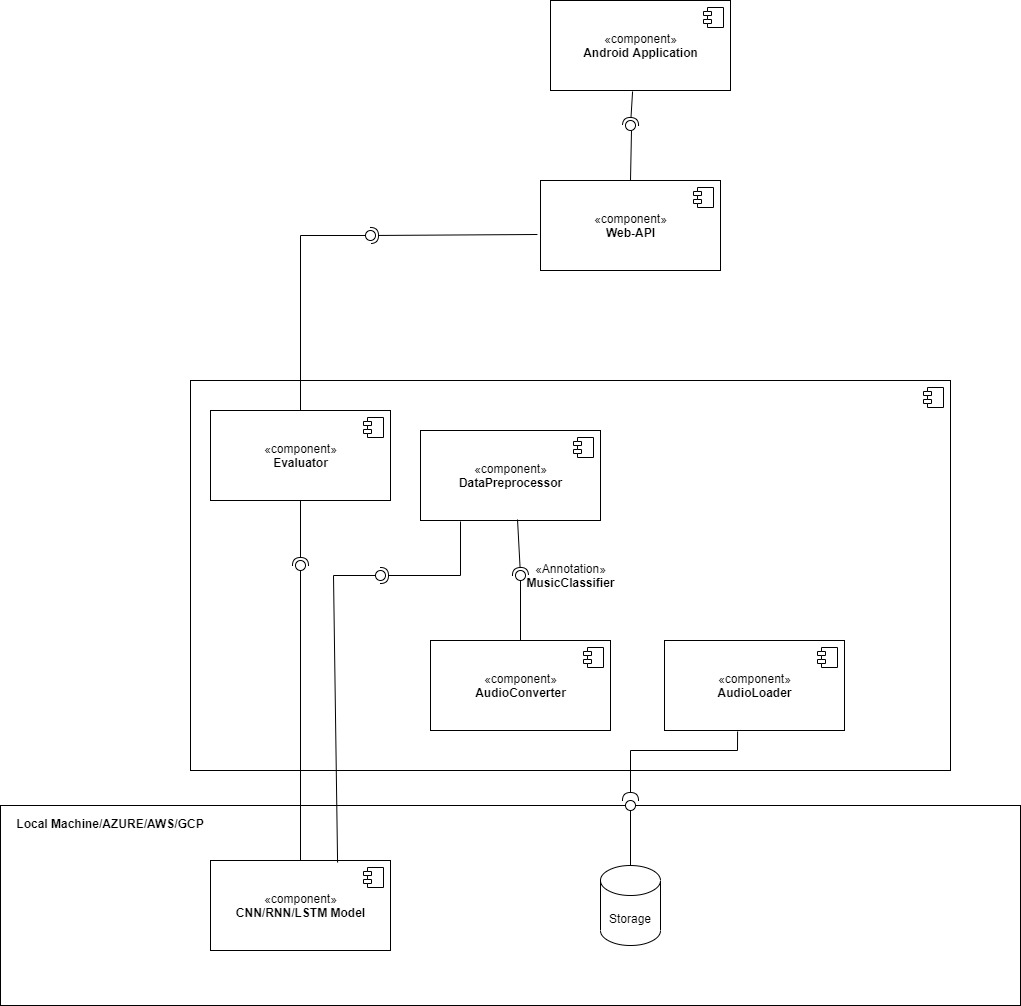 «component»
Android Application
«component»
Web-API
«component»
Evaluator
«component»
DataPreprocessor
«Annotation»
MusicClassifier
«component»
AudioConverter
«component»
AudioLoader
Local Machine/AZURE/AWS/GCP
«component»
CNN/RNN/LSTM Model
Storage